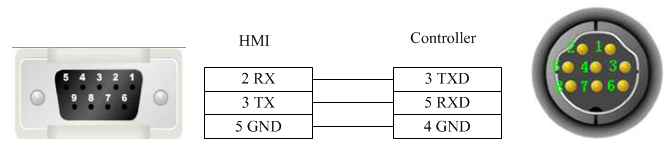 HMI
Controller
5 4 3 2 1
9 8 7 6
2 RX
3 TXD
3 TX
5 RXD
5 GND
4 GND
2 1
5 4 3
8 7 6